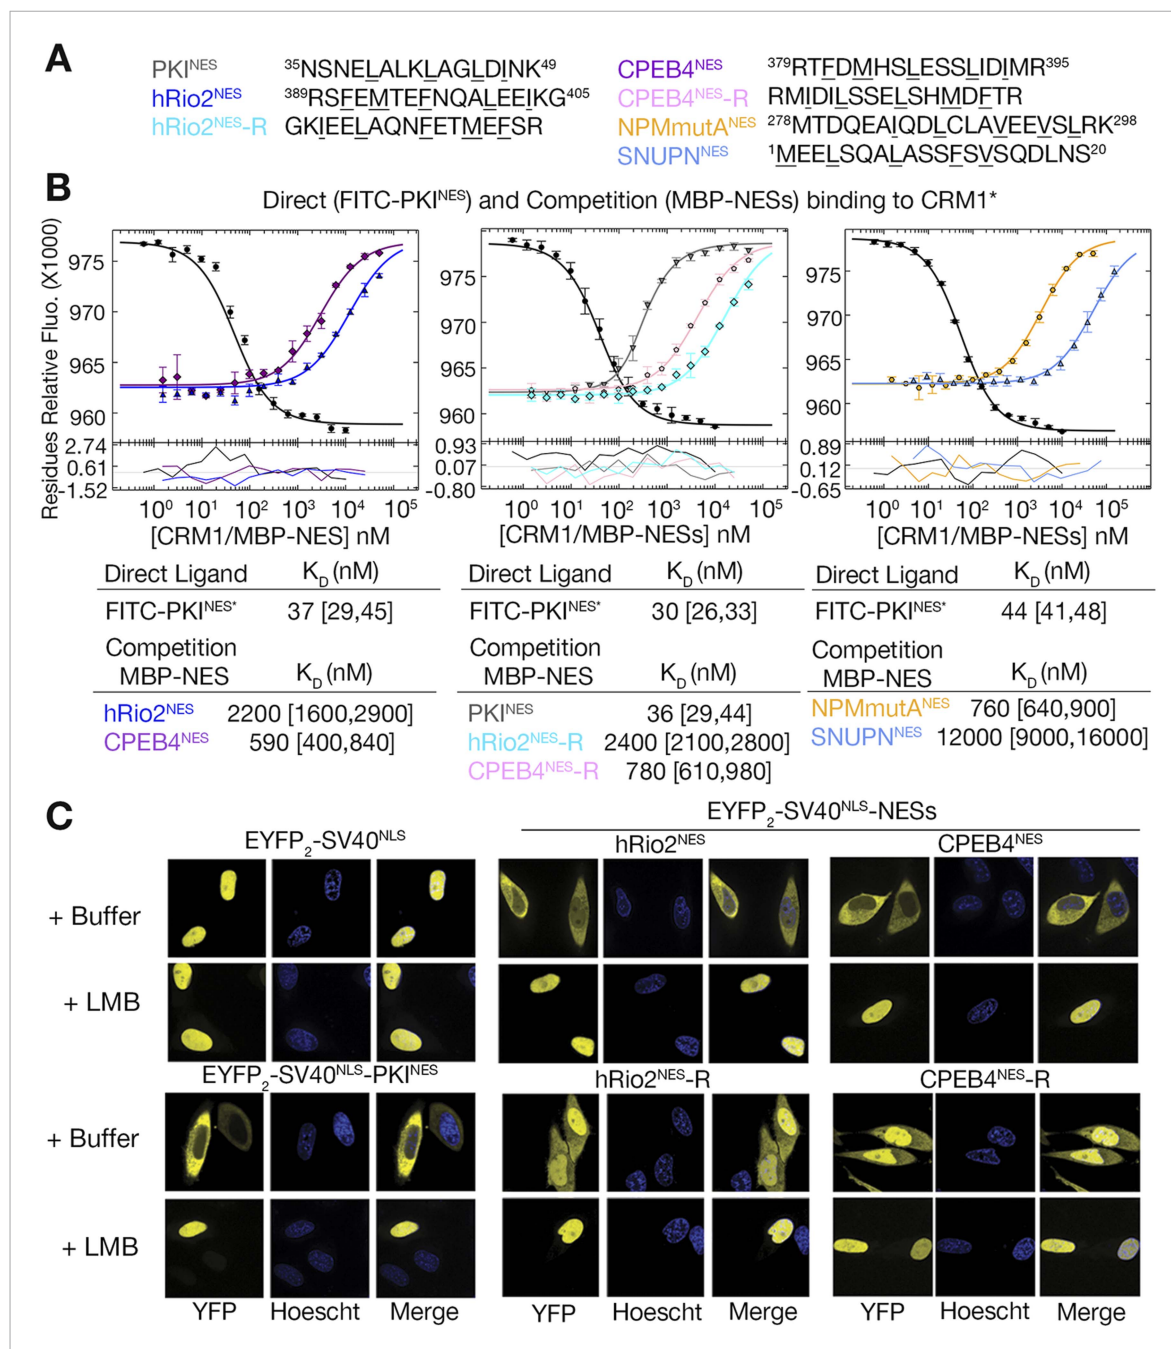 A
PKI^NES ^35NSNELALKLAGLDINK^49
hRio2^NES ^389RSFEMTEFNQALEEIKG^405
hRio2^NES-R GKIEELAQNFETMEFSR
CPEB4^NES ^379RTFDMHSLESSLIDIMR^395
CPEB4^NES-R RMIDILSSELSHMDFTR
NPMmutA^NES ^278MTDQEAIQDLCLAVEEVSLRK^298
SNUPN^NES ^1MEELSQALASSFSVSQDLNS^20
B
Direct (FITC-PKI^NES) and Competition (MBP-NESs) binding to CRM1*
Residues Relative Fluo. (X1000)
975
970
965
960
2.74
0.61
-1.52
10^0 10^1 10^2 10^3 10^4 10^5
[CRM1/MBP-NES] nM
975
970
965
960
0.93
0.07
-0.80
10^0 10^1 10^2 10^3 10^4 10^5
[CRM1/MBP-NESs] nM
975
970
965
960
0.89
0.12
-0.65
10^0 10^1 10^2 10^3 10^4 10^5
[CRM1/MBP-NESs] nM
Direct Ligand K_D (nM)
FITC-PKI^NES* 37 [29,45]
Competition
MBP-NES K_D (nM)
hRio2^NES 2200 [1600,2900]
CPEB4^NES 590 [400,840]
Direct Ligand K_D (nM)
FITC-PKI^NES* 30 [26,33]
Competition
MBP-NES K_D (nM)
PKI^NES 36 [29,44]
hRio2^NES-R 2400 [2100,2800]
CPEB4^NES-R 780 [610,980]
Direct Ligand K_D (nM)
FITC-PKI^NES* 44 [41,48]
Competition
MBP-NES K_D (nM)
NPMmutA^NES 760 [640,900]
SNUPN^NES 12000 [9000,16000]
C
EYFP_2-SV40^NLS
EYFP_2-SV40^NLS-NESs
hRio2^NES CPEB4^NES
+ Buffer
+ LMB
EYFP_2-SV40^NLS-PKI^NES hRio2^NES-R CPEB4^NES-R
+ Buffer
+ LMB
YFP Hoescht Merge YFP Hoescht Merge YFP Hoescht Merge